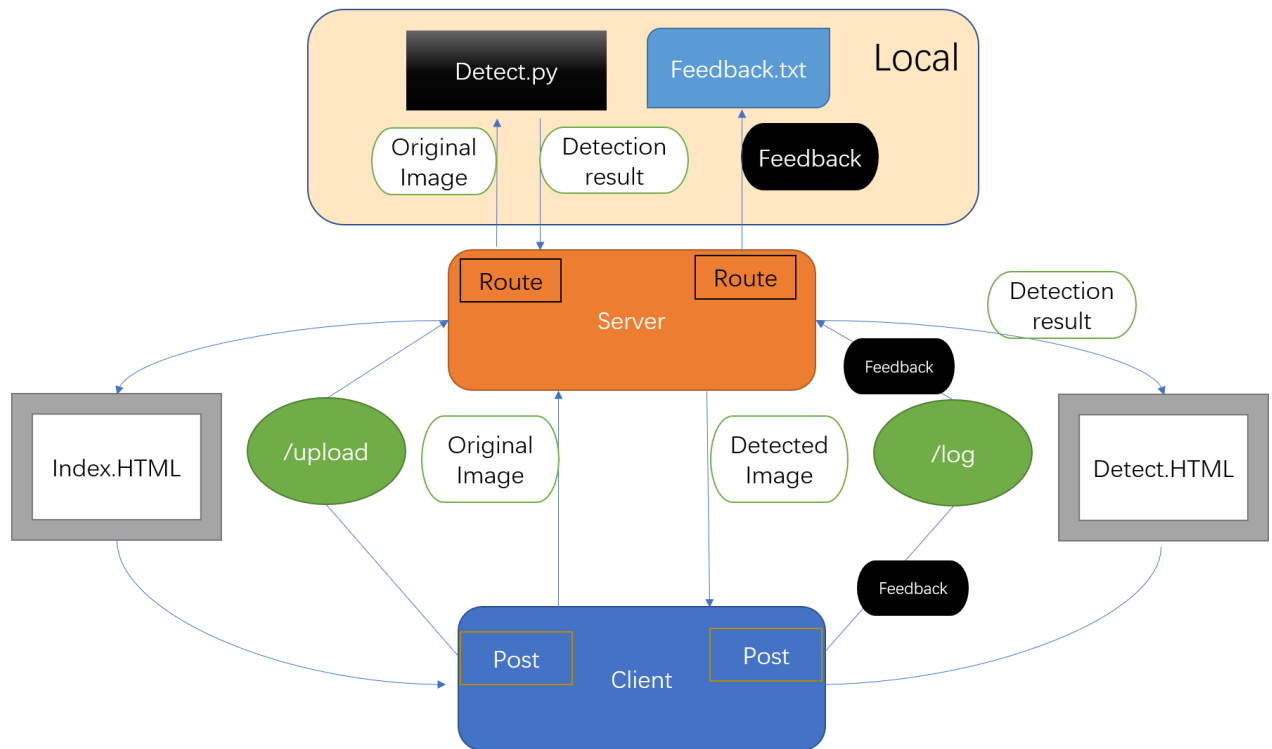 Local
Detect.py
Feedback.txt
Original
Image
Detection
result
Feedback
Route
Route
Server
Detection
result
Feedback
Index.HTML
/upload
Original
Image
Detected
Image
/log
Detect.HTML
Feedback
Post
Post
Client